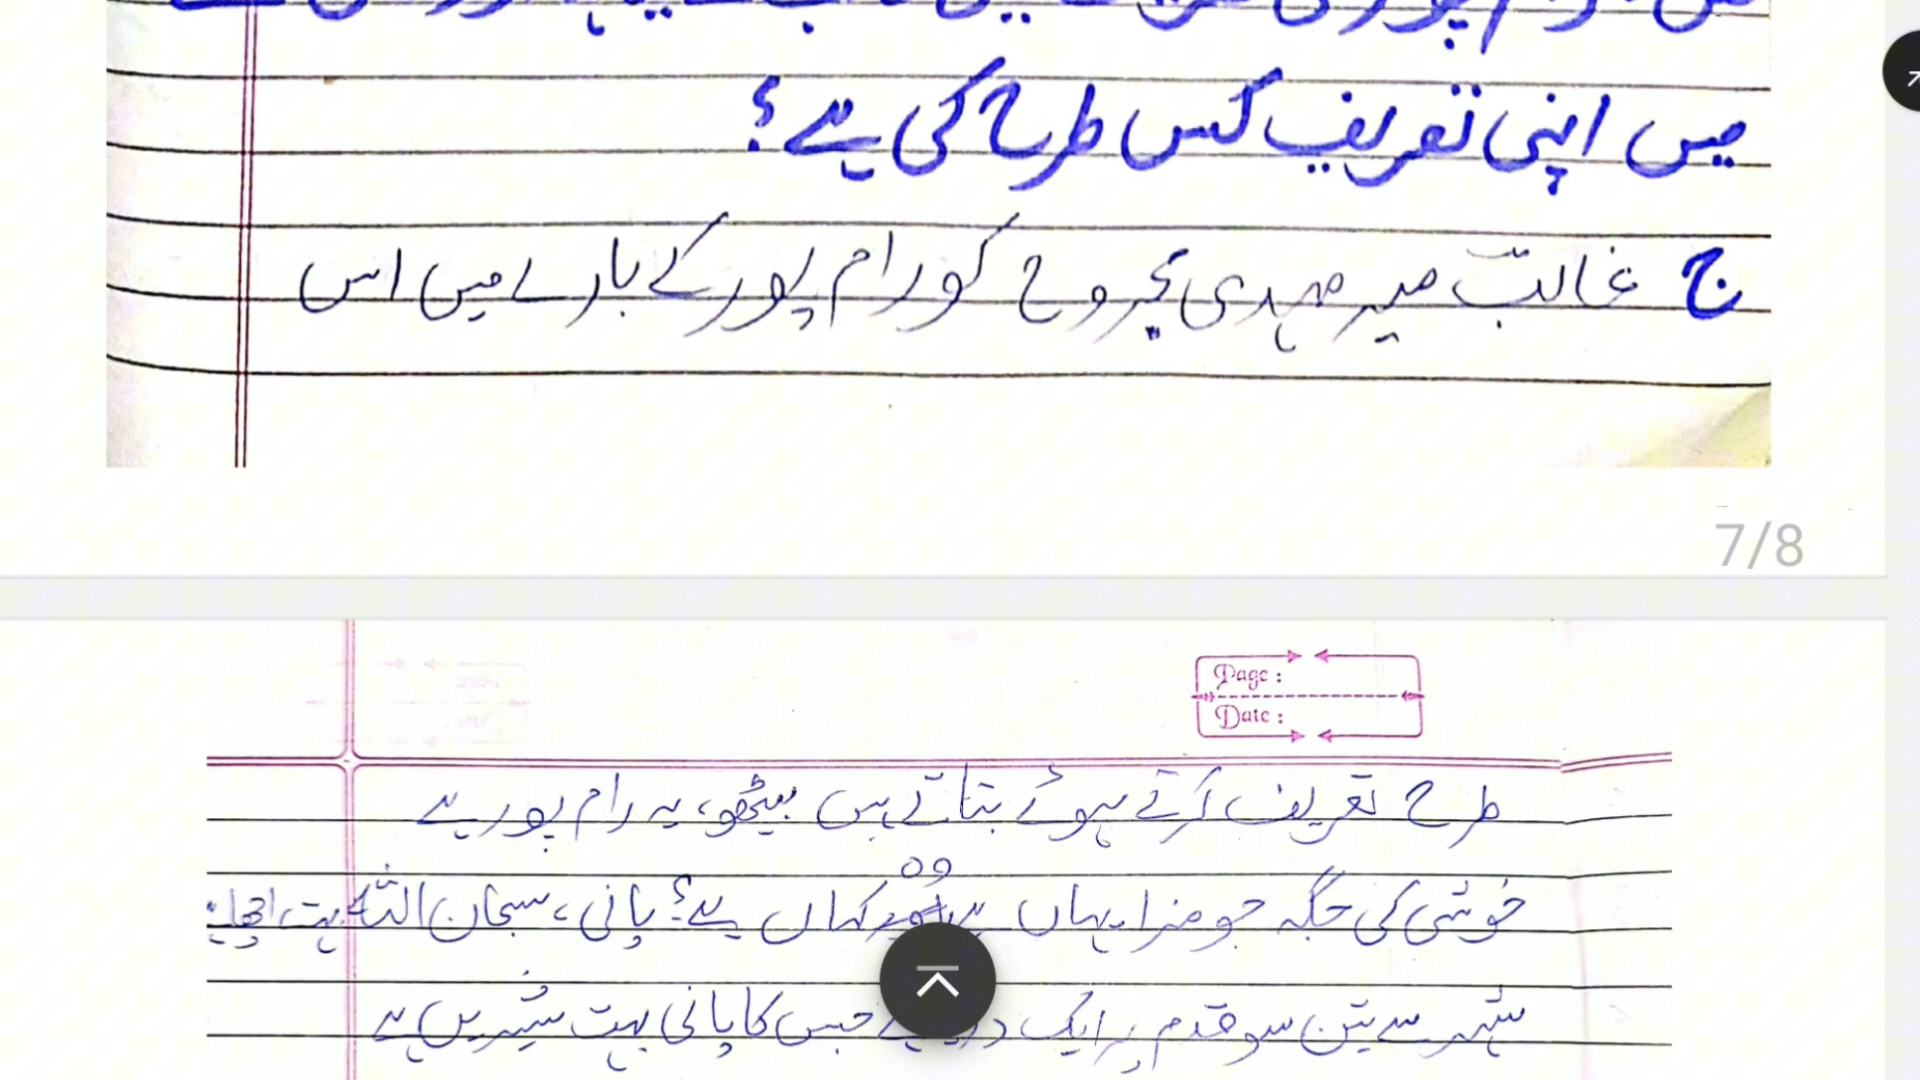 میں اپنی تعریف کس طرح کی ہے؟
ج غالب میر مہدی مجروح کو رام پور کے بارے میں اس
7/8
Page :
Date :
طرح تعریف کرتے ہوئے بتاتے ہیں بیٹھو، یہ رام پور ہے
خوشی کی جگہ جو مزا یہاں ہے وہ کہاں ہے؟ پانی، سبحان اللہ بہت اچھا ہے
شہر سے تین سو قدم پر ایک جس کا پانی بہت شیریں ہے